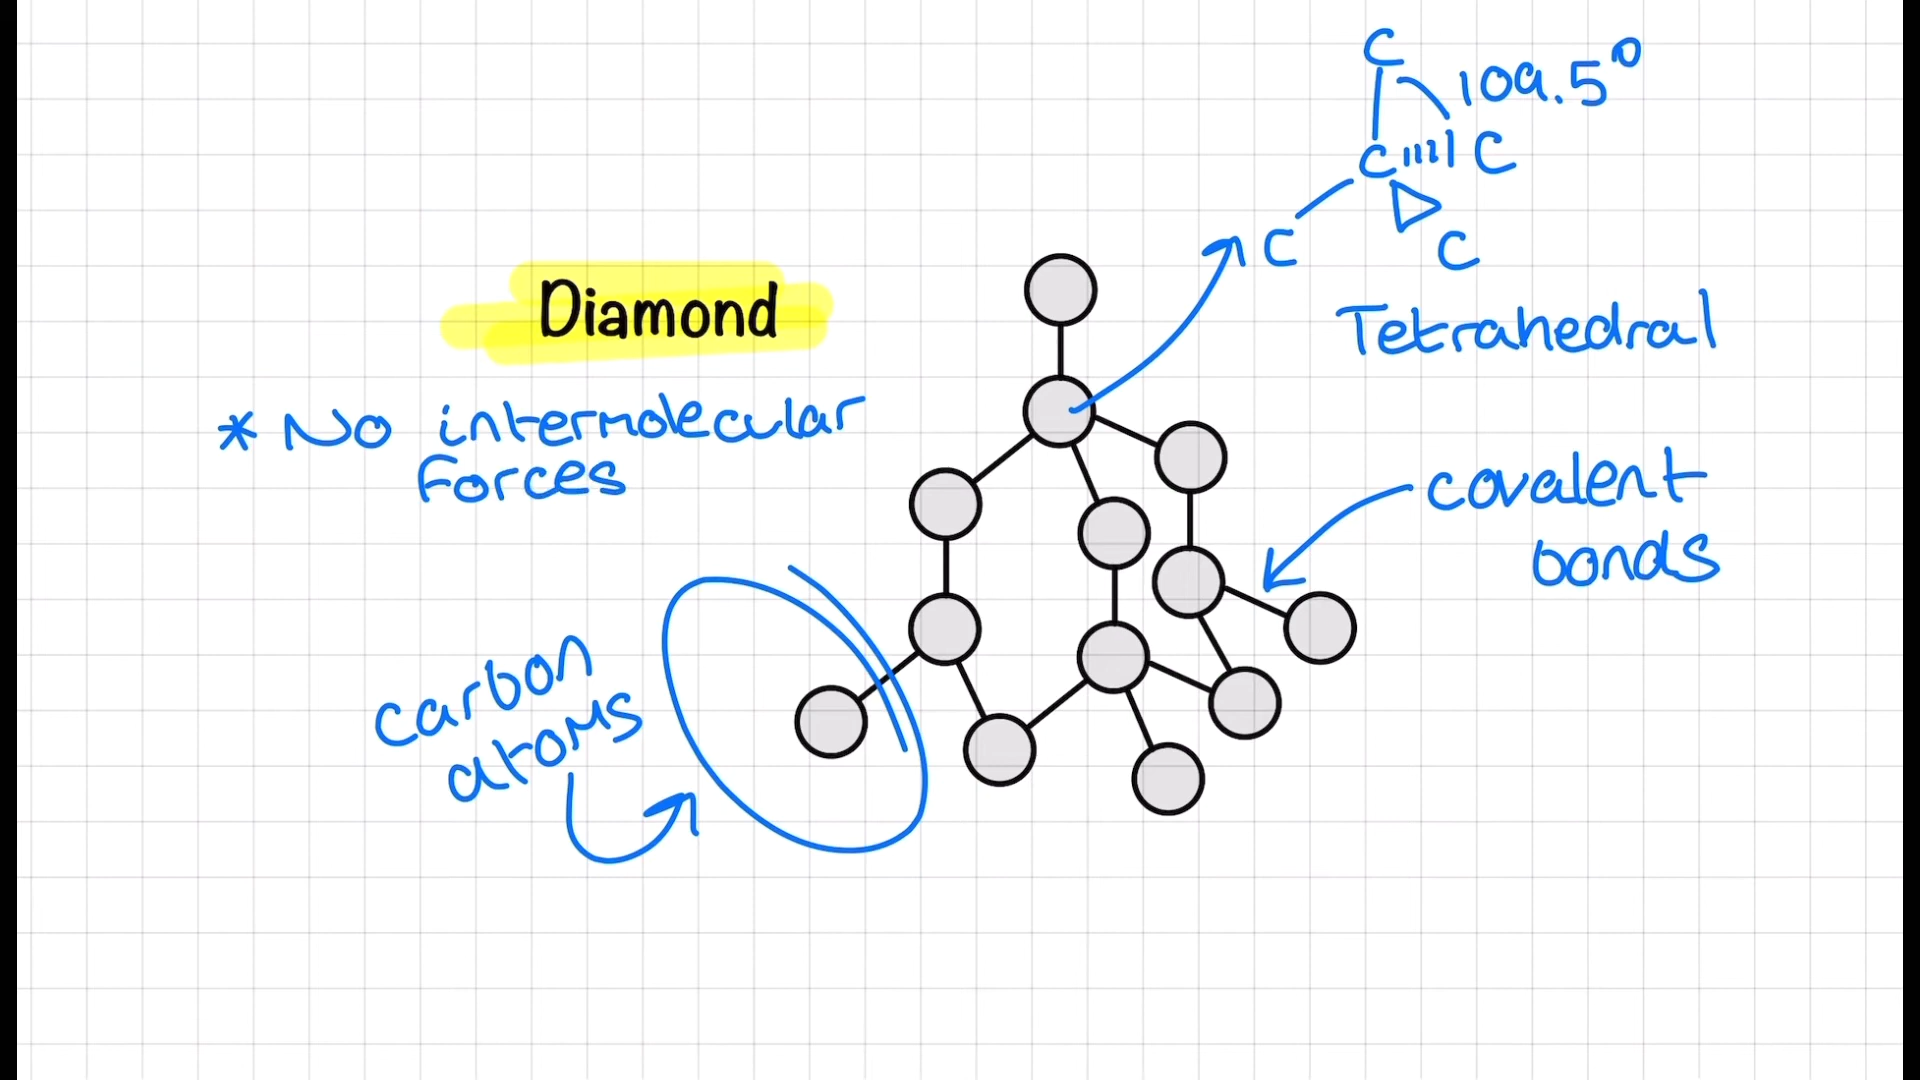 C
109.5°
C C
C C
Diamond
Tetrahedral
* No intermolecular
forces
covalent
bonds
carbon
atoms